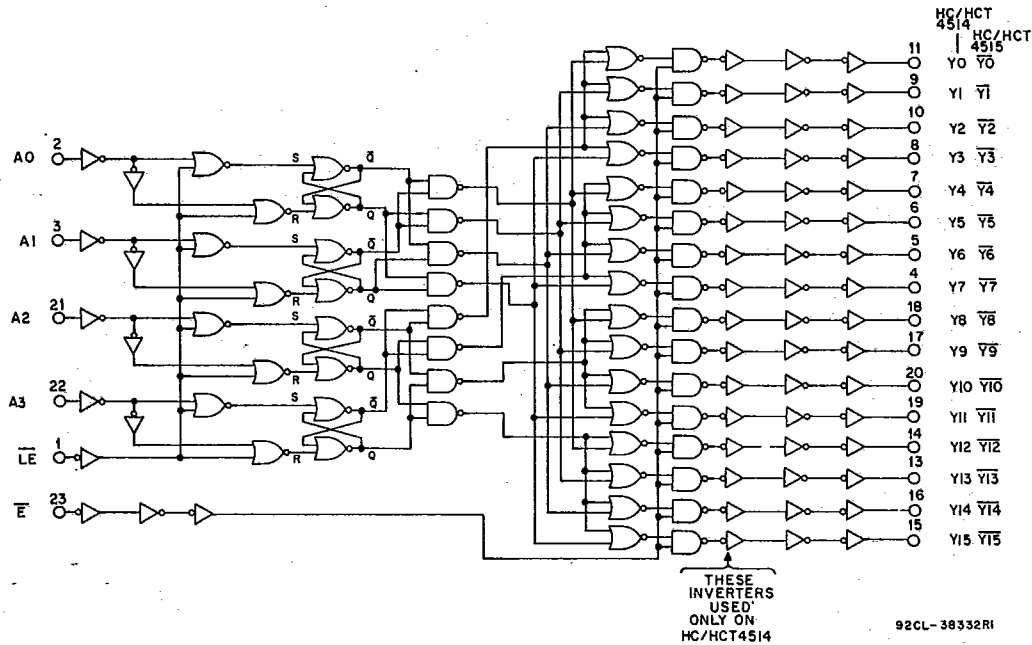 HC/HCT
4514
HC/HCT
4515
11
Y0 Y0
9
Y1 Y1
10
Y2 Y2
8
Y3 Y3
7
Y4 Y4
6
Y5 Y5
5
Y6 Y6
4
Y7 Y7
18
Y8 Y8
17
Y9 Y9
20
Y10 Y10
19
Y11 Y11
14
Y12 Y12
13
Y13 Y13
16
Y14 Y14
15
Y15 Y15
2
A0
S
Q̅
R
Q
3
A1
S
Q̅
R
Q
21
A2
S
Q̅
R
Q
22
A3
S
Q̅
R
Q
1
LE
23
E
THESE
INVERTERS
USED
ONLY ON
HC/HCT4514
92CL-38332R1